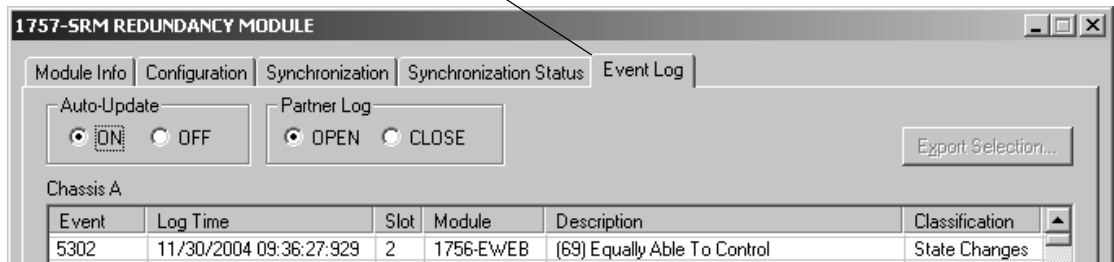 1757-SRM REDUNDANCY MODULE
Module Info Configuration Synchronization Synchronization Status Event Log
Auto-Update Partner Log
ON OFF OPEN CLOSE
Export Selection...
Chassis A
Event Log Time Slot Module Description Classification
5302 11/30/2004 09:36:27:929 2 1756-EWEB (69) Equally Able To Control State Changes